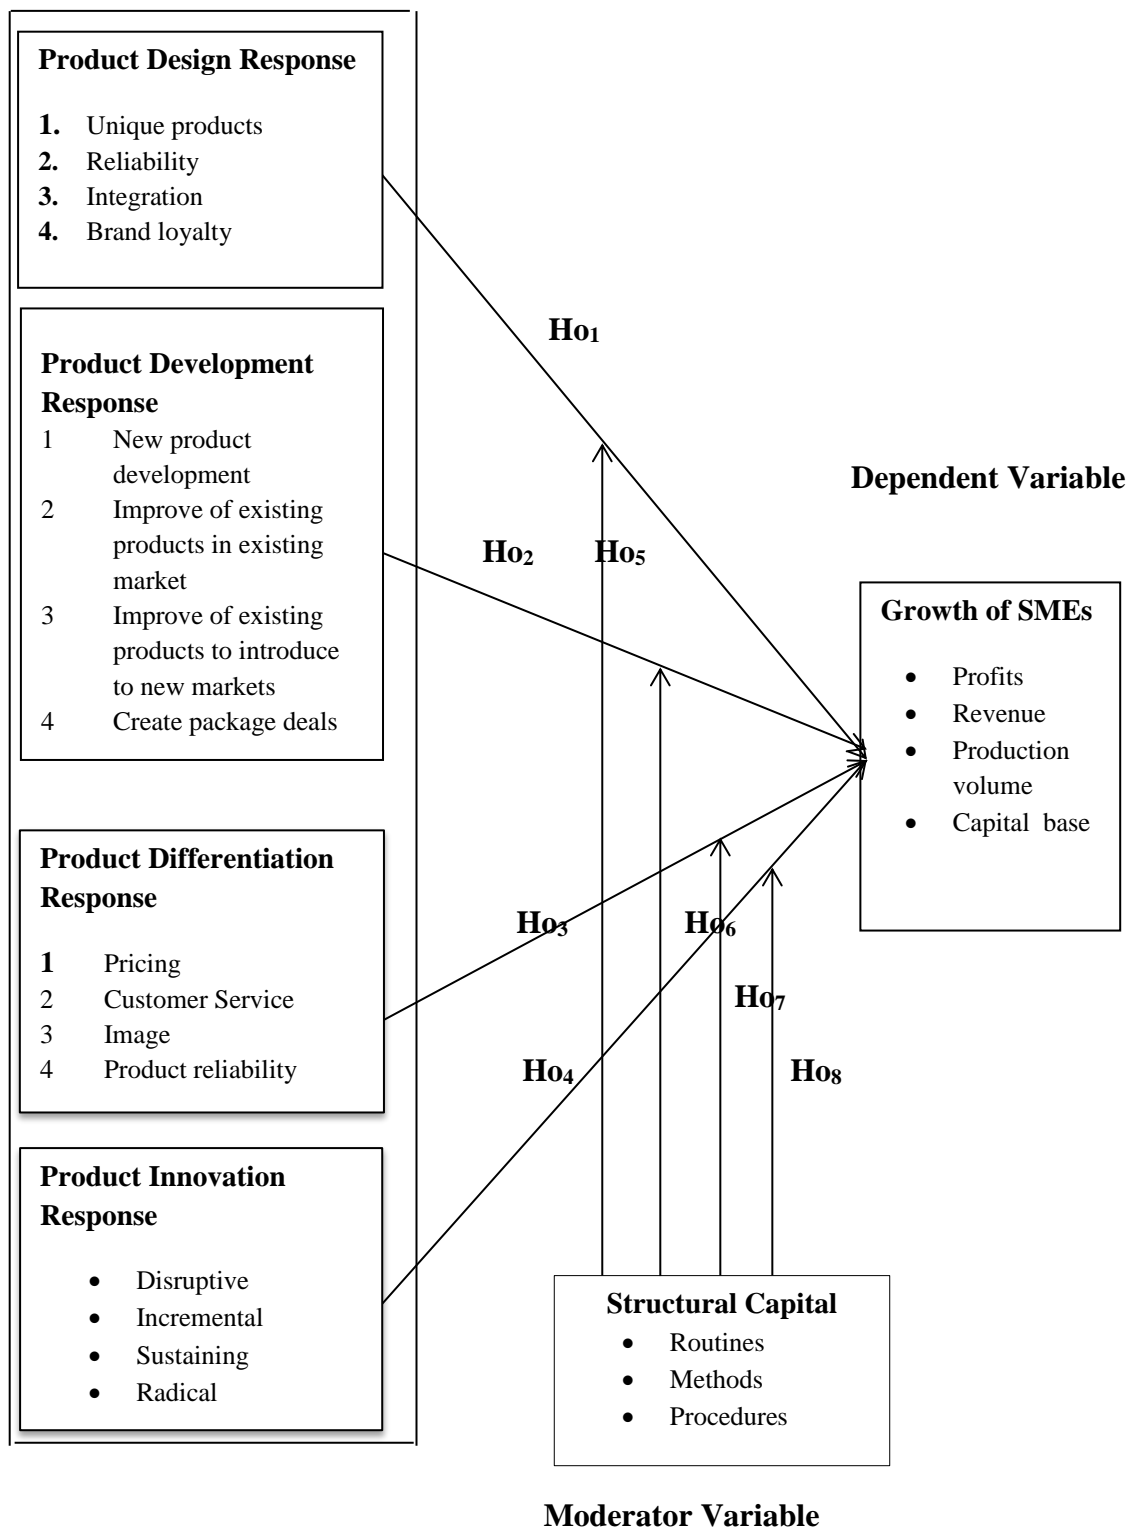 Product Design Response
1. Unique products
2. Reliability
3. Integration
4. Brand loyalty
Product Development
Response
1 New product
development
2 Improve of existing
products in existing
market
3 Improve of existing
products to introduce
to new markets
4 Create package deals
Product Differentiation
Response
1 Pricing
2 Customer Service
3 Image
4 Product reliability
Product Innovation
Response
• Disruptive
• Incremental
• Sustaining
• Radical
Ho1
Ho2
Ho5
Ho3
Ho6
Ho7
Ho4
Ho8
Dependent Variable
Growth of SMEs
• Profits
• Revenue
• Production
volume
• Capital base
Structural Capital
• Routines
• Methods
• Procedures
Moderator Variable